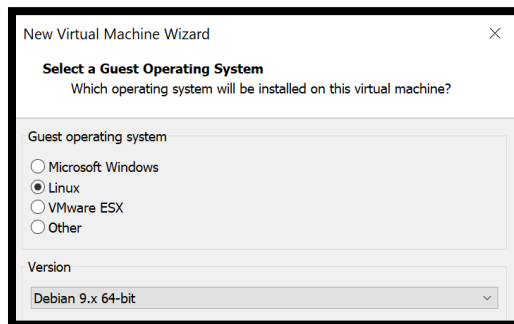 New Virtual Machine Wizard
Select a Guest Operating System
Which operating system will be installed on this virtual machine?
Guest operating system
Microsoft Windows
Linux
VMware ESX
Other
Version
Debian 9.x 64-bit